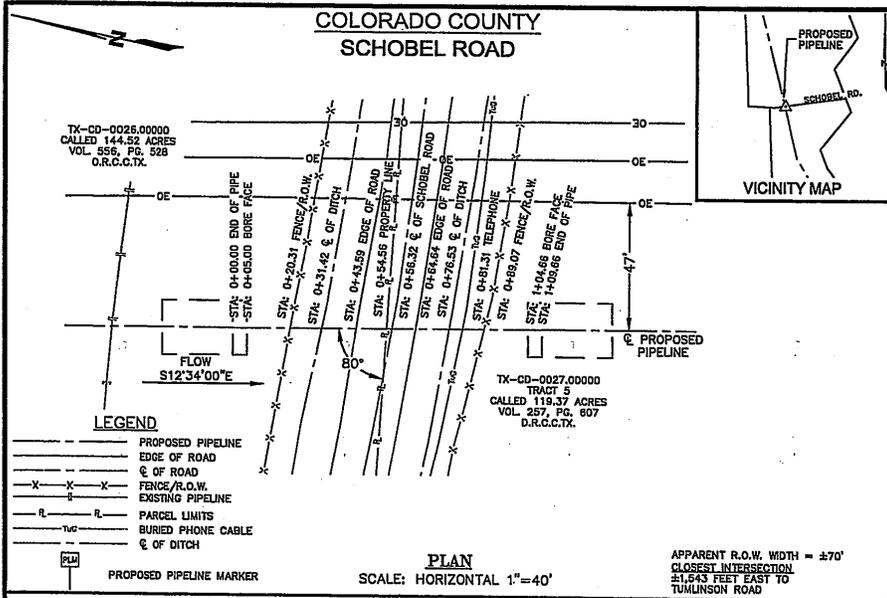 COLORADO COUNTY
SCHOBEL ROAD
N
PROPOSED
PIPELINE
SCHOBEL RD.
VICINITY MAP
TX-CD-0026.00000
CALLED 144.52 ACRES
VOL. 556, PG. 528
O.R.C.C.TX.
OE
OE
OE
OE
OE
STA: 0+00.00 END OF PIPE
STA: 0+05.00 BORE FACE
STA: 0+20.31 FENCE/R.O.W.
STA: 0+31.42 ℄ OF DITCH
STA: 0+43.59 EDGE OF ROAD
STA: 0+54.56 PROPERTY LINE
STA: 0+56.32 ℄ OF SCHOBEL ROAD
STA: 0+64.64 EDGE OF ROAD
STA: 0+76.53 ℄ OF DITCH
STA: 0+81.31 TELEPHONE
STA: 0+89.07 FENCE/R.O.W.
STA: 1+04.66 BORE FACE
STA: 1+09.66 END OF PIPE
47'
℄ PROPOSED
PIPELINE
80°
FLOW
S12°34'00"E
TX-CD-0027.00000
TRACT 5
CALLED 119.37 ACRES
VOL. 257, PG. 607
D.R.C.C.TX.
LEGEND
PROPOSED PIPELINE
EDGE OF ROAD
℄ OF ROAD
X X X FENCE/R.O.W.
EXISTING PIPELINE
PL PL PARCEL LIMITS
TUG BURIED PHONE CABLE
℄ OF DITCH
PLM
PROPOSED PIPELINE MARKER
PLAN
SCALE: HORIZONTAL 1"=40'
APPARENT R.O.W. WIDTH = ±70'
CLOSEST INTERSECTION
±1,543 FEET EAST TO
TUMLINSON ROAD